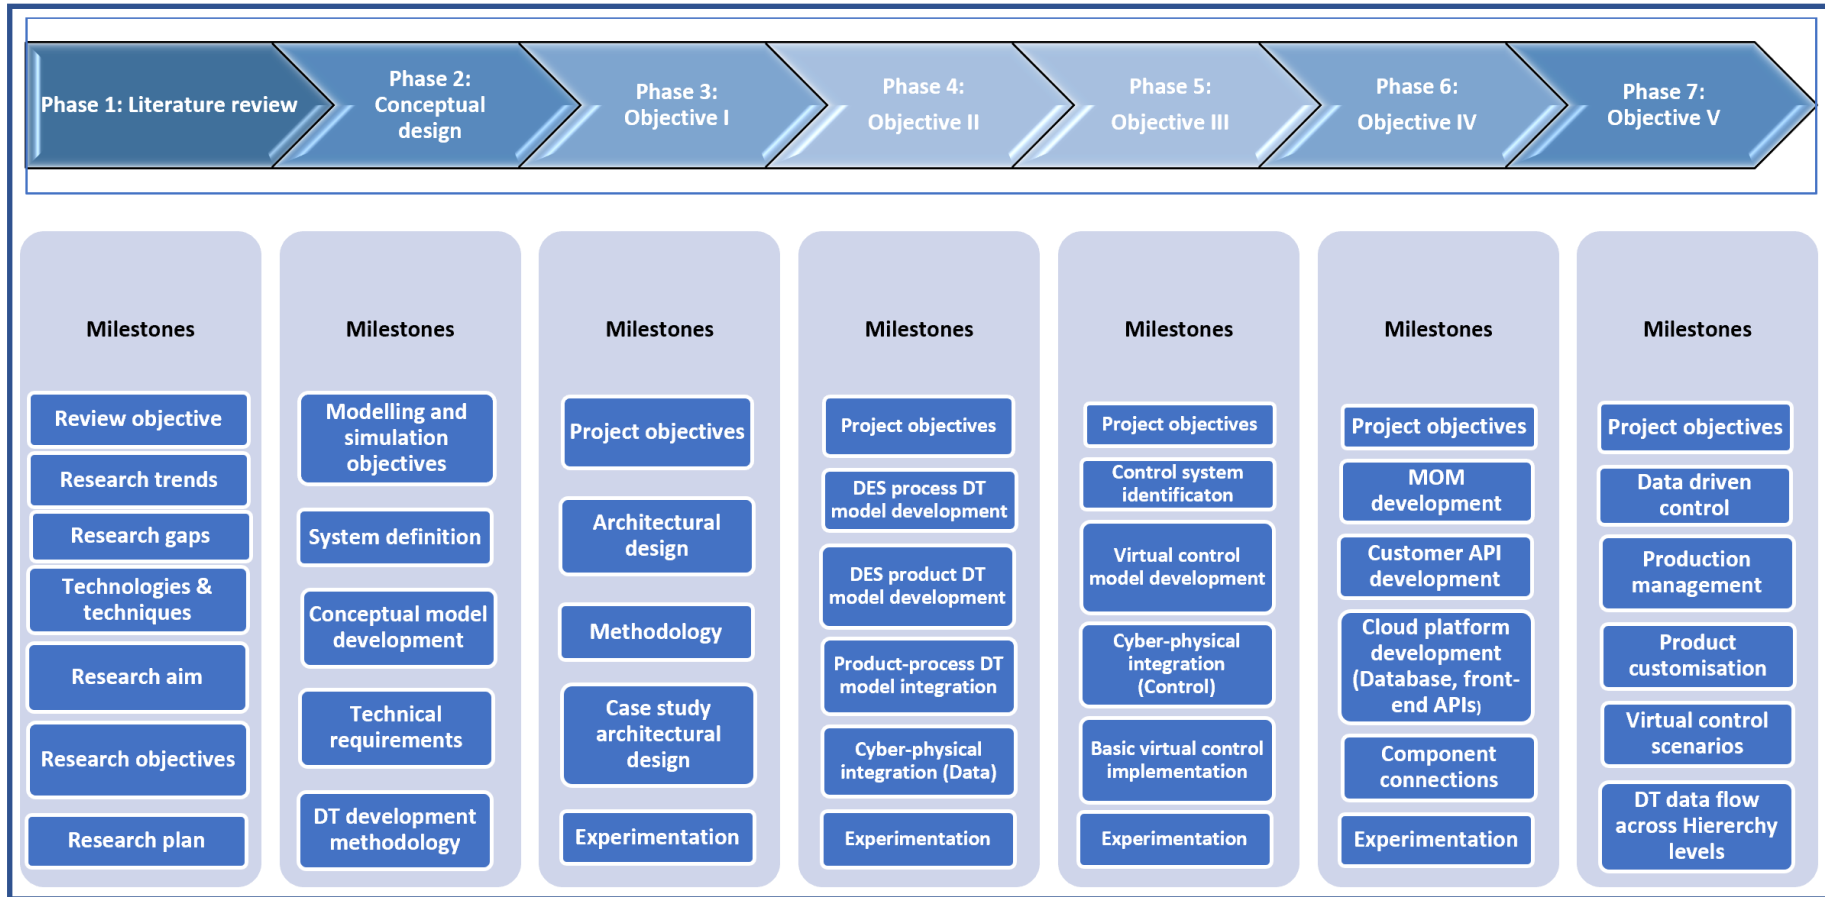 Phase 1: Literature review
Phase 2:
Conceptual
design
Phase 3:
Objective I
Phase 4:
Objective II
Phase 5:
Objective III
Phase 6:
Objective IV
Phase 7:
Objective V
Milestones
Review objective
Research trends
Research gaps
Technologies &
techniques
Research aim
Research objectives
Research plan
Milestones
Modelling and
simulation
objectives
System definition
Conceptual model
development
Technical
requirements
DT development
methodology
Milestones
Project objectives
Architectural
design
Methodology
Case study
architectural
design
Experimentation
Milestones
Project objectives
DES process DT
model development
DES product DT
model development
Product-process DT
model integration
Cyber-physical
integration (Data)
Experimentation
Milestones
Project objectives
Control system
identificaton
Virtual control
model development
Cyber-physical
integration
(Control)
Basic virtual control
implementation
Experimentation
Milestones
Project objectives
MOM
development
Customer API
development
Cloud platform
development
(Database, front-
end APIs)
Component
connections
Experimentation
Milestones
Project objectives
Data driven
control
Production
management
Product
customisation
Virtual control
scenarios
DT data flow
across Hiererchy
levels